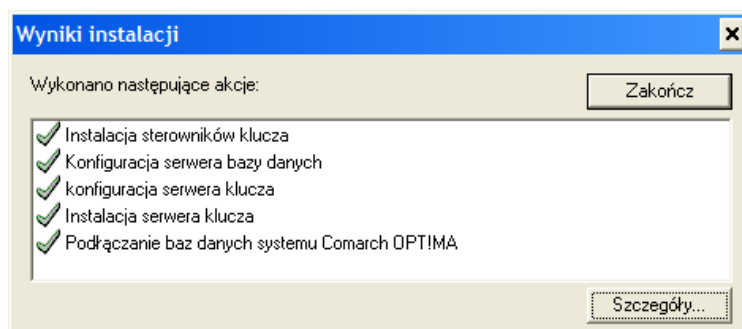 Wyniki instalacji
Wykonano następujące akcje:
Zakończ
Instalacja sterowników klucza
Konfiguracja serwera bazy danych
konfiguracja serwera klucza
Instalacja serwera klucza
Podłączanie baz danych systemu Comarch OPT!MA
Szczegóły...